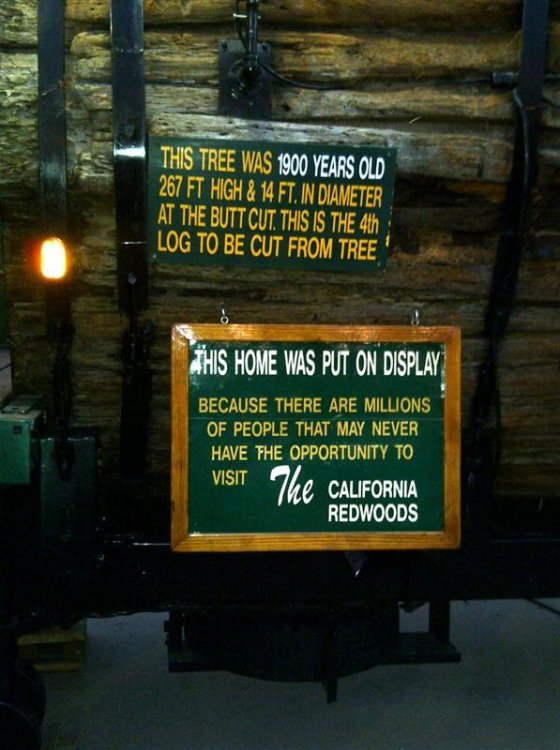 THIS TREE WAS 1900 YEARS OLD
267 FT HIGH & 14 FT. IN DIAMETER
AT THE BUTT CUT. THIS IS THE 4th
LOG TO BE CUT FROM TREE
THIS HOME WAS PUT ON DISPLAY
BECAUSE THERE ARE MILLIONS
OF PEOPLE THAT MAY NEVER
HAVE THE OPPORTUNITY TO
VISIT The CALIFORNIA
REDWOODS